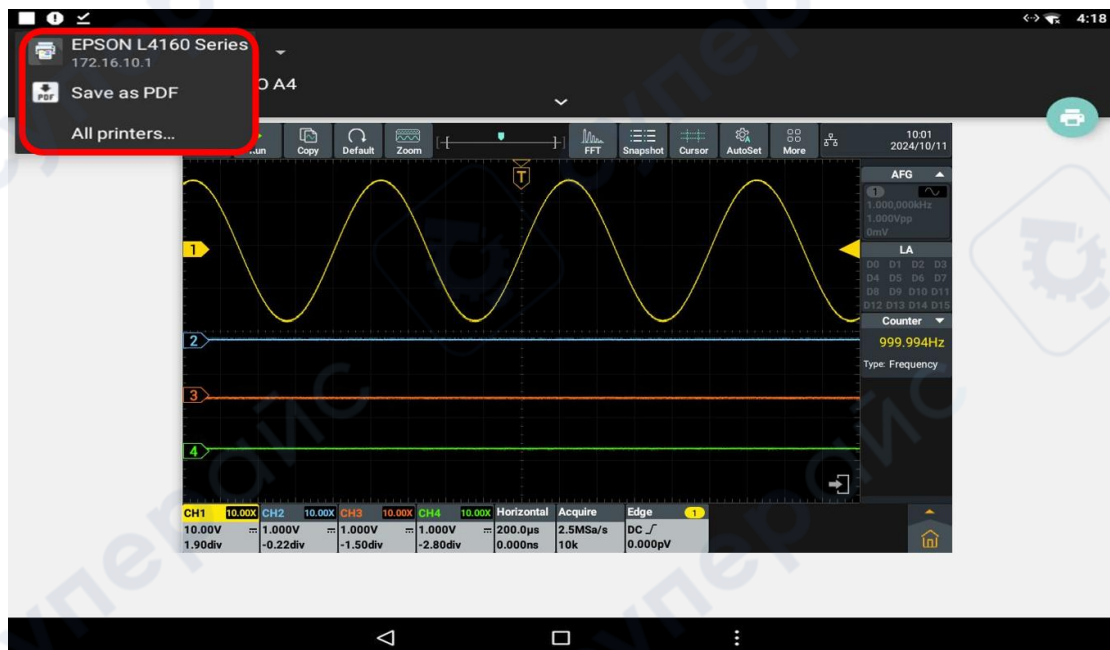 4:18
EPSON L4160 Series
172.16.10.1
PDF
Save as PDF
O A4
All printers...
Copy
Default
Zoom
FFT
Snapshot
Cursor
AutoSet
More
10:01
2024/10/11
T
AFG
1
1.000,000kHz
1.000Vpp
0mV
1
LA
D0 D1 D2 D3
D4 D5 D6 D7
D8 D9 D10 D11
D12 D13 D14 D15
Counter
999.994Hz
Type: Frequency
2
3
4
CH1 10.00X CH2 10.00X CH3 10.00X CH4 10.00X Horizontal Acquire Edge 1
10.00V 1.000V 1.000V 1.000V 200.0µs 2.5MSa/s DC
1.90div -0.22div -1.50div -2.80div 0.000ns 10k 0.000pV
супер
айс